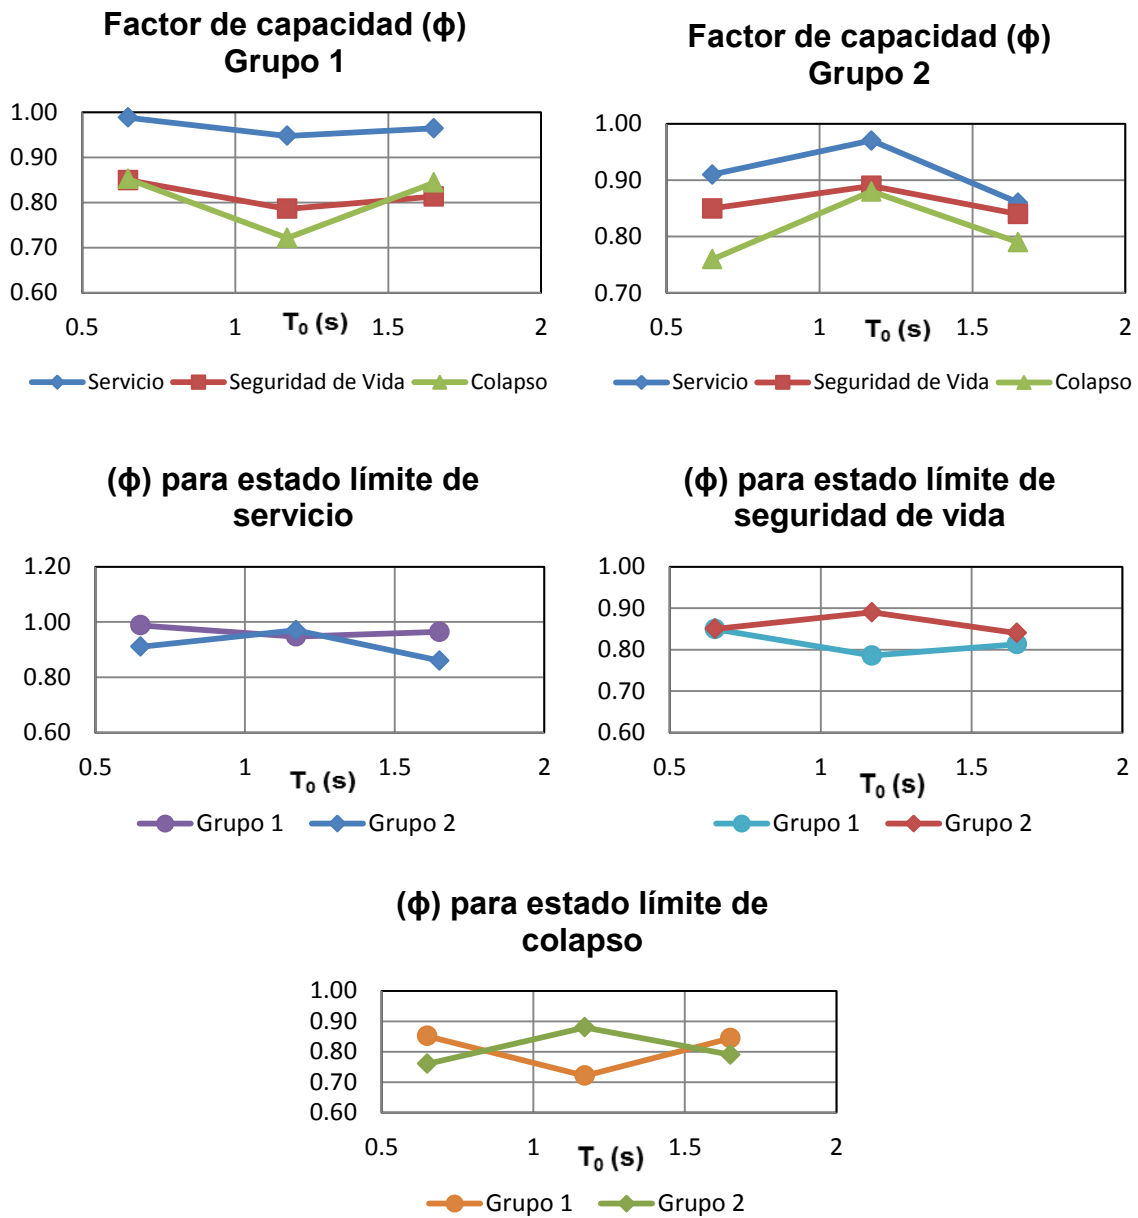 Factor de capacidad (ϕ)
Grupo 1
1.00
0.90
0.80
0.70
0.60
0.5
1
T₀ (s)
1.5
2
Servicio
Seguridad de Vida
Colapso
Factor de capacidad (ϕ)
Grupo 2
1.00
0.90
0.80
0.70
0.5
1
T₀ (s)
1.5
2
Servicio
Seguridad de Vida
Colapso
(ϕ) para estado límite de
servicio
1.20
1.00
0.80
0.60
0.5
1
T₀ (s)
1.5
2
Grupo 1
Grupo 2
(ϕ) para estado límite de
seguridad de vida
1.00
0.90
0.80
0.70
0.60
0.5
1
T₀ (s)
1.5
2
Grupo 1
Grupo 2
(ϕ) para estado límite de
colapso
1.00
0.90
0.80
0.70
0.60
0.5
1
T₀ (s)
1.5
2
Grupo 1
Grupo 2